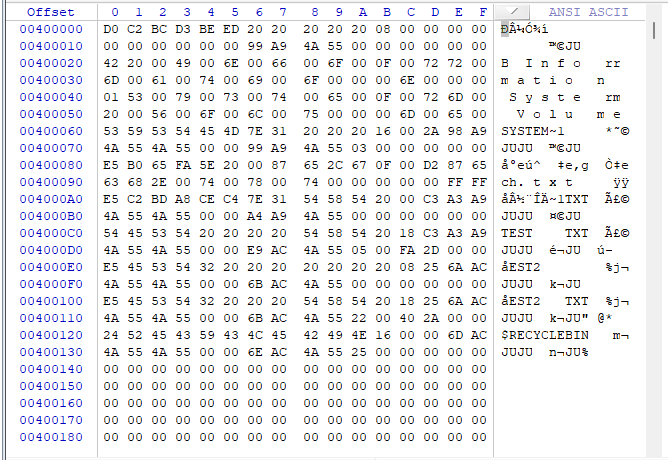 Offset 0 1 2 3 4 5 6 7 8 9 A B C D E F ANSI ASCII
00400000 D0 C2 BC D3 BE ED 20 20 20 20 20 08 00 00 00 00 ÐÂ¼Ó¾í
00400010 00 00 00 00 00 00 99 A9 4A 55 00 00 00 00 00 00 ™©JU
00400020 42 20 00 49 00 6E 00 66 00 6F 00 0F 00 72 72 00 B I n f o rr
00400030 6D 00 61 00 74 00 69 00 6F 00 00 00 6E 00 00 00 m a t i o n
00400040 01 53 00 79 00 73 00 74 00 65 00 0F 00 72 6D 00 S y s t e rm
00400050 20 00 56 00 6F 00 6C 00 75 00 00 00 6D 00 65 00 V o l u m e
00400060 53 59 53 54 45 4D 7E 31 20 20 20 16 00 2A 98 A9 SYSTEM~1 *˜©
00400070 4A 55 4A 55 00 00 99 A9 4A 55 03 00 00 00 00 00 JUJU ™©JU
00400080 E5 B0 65 FA 5E 20 00 87 65 2C 67 0F 00 D2 87 65 å°eú^ ‡e,g Ò‡e
00400090 63 68 2E 00 74 00 78 00 74 00 00 00 00 00 FF FF ch. t x t ÿÿ
004000A0 E5 C2 BD A8 CE C4 7E 31 54 58 54 20 00 C3 A3 A9 åÂ½¨ÎÄ~1TXT Ã£©
004000B0 4A 55 4A 55 00 00 A4 A9 4A 55 00 00 00 00 00 00 JUJU ¤©JU
004000C0 54 45 53 54 20 20 20 20 54 58 54 20 18 C3 A3 A9 TEST TXT Ã£©
004000D0 4A 55 4A 55 00 00 E9 AC 4A 55 05 00 FA 2D 00 00 JUJU é¬JU ú-
004000E0 E5 45 53 54 32 20 20 20 20 20 20 20 08 25 6A AC åEST2 %j¬
004000F0 4A 55 4A 55 00 00 6B AC 4A 55 00 00 00 00 00 00 JUJU k¬JU
00400100 E5 45 53 54 32 20 20 20 54 58 54 20 18 25 6A AC åEST2 TXT %j¬
00400110 4A 55 4A 55 00 00 6B AC 4A 55 22 00 40 2A 00 00 JUJU k¬JU" @*
00400120 24 52 45 43 59 43 4C 45 42 49 4E 16 00 00 6D AC $RECYCLEBIN m¬
00400130 4A 55 4A 55 00 00 6E AC 4A 55 25 00 00 00 00 00 JUJU n¬JU%
00400140 00 00 00 00 00 00 00 00 00 00 00 00 00 00 00 00
00400150 00 00 00 00 00 00 00 00 00 00 00 00 00 00 00 00
00400160 00 00 00 00 00 00 00 00 00 00 00 00 00 00 00 00
00400170 00 00 00 00 00 00 00 00 00 00 00 00 00 00 00 00
00400180 00 00 00 00 00 00 00 00 00 00 00 00 00 00 00 00